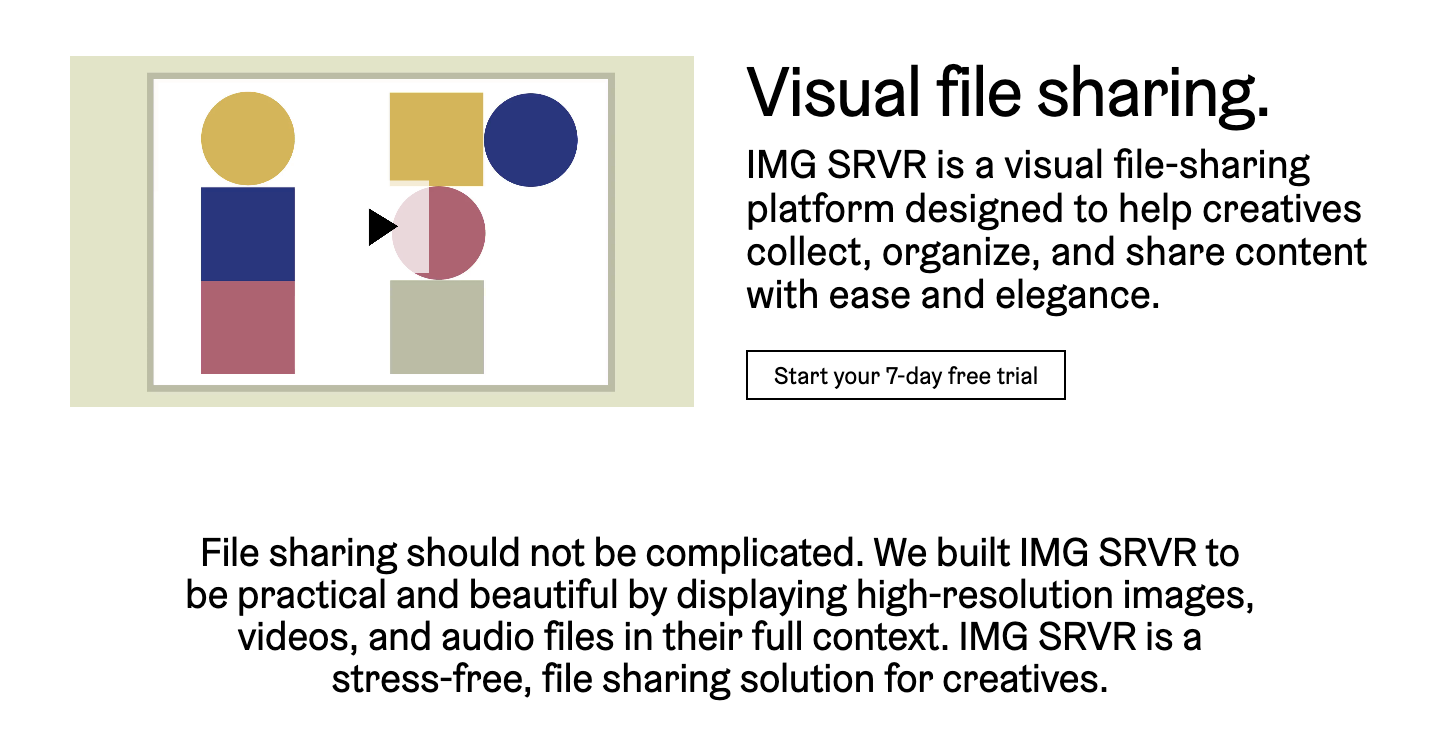 Visual file sharing.
IMG SRVR is a visual file-sharing
platform designed to help creatives
collect, organize, and share content
with ease and elegance.
Start your 7-day free trial
File sharing should not be complicated. We built IMG SRVR to
be practical and beautiful by displaying high-resolution images,
videos, and audio files in their full context. IMG SRVR is a
stress-free, file sharing solution for creatives.